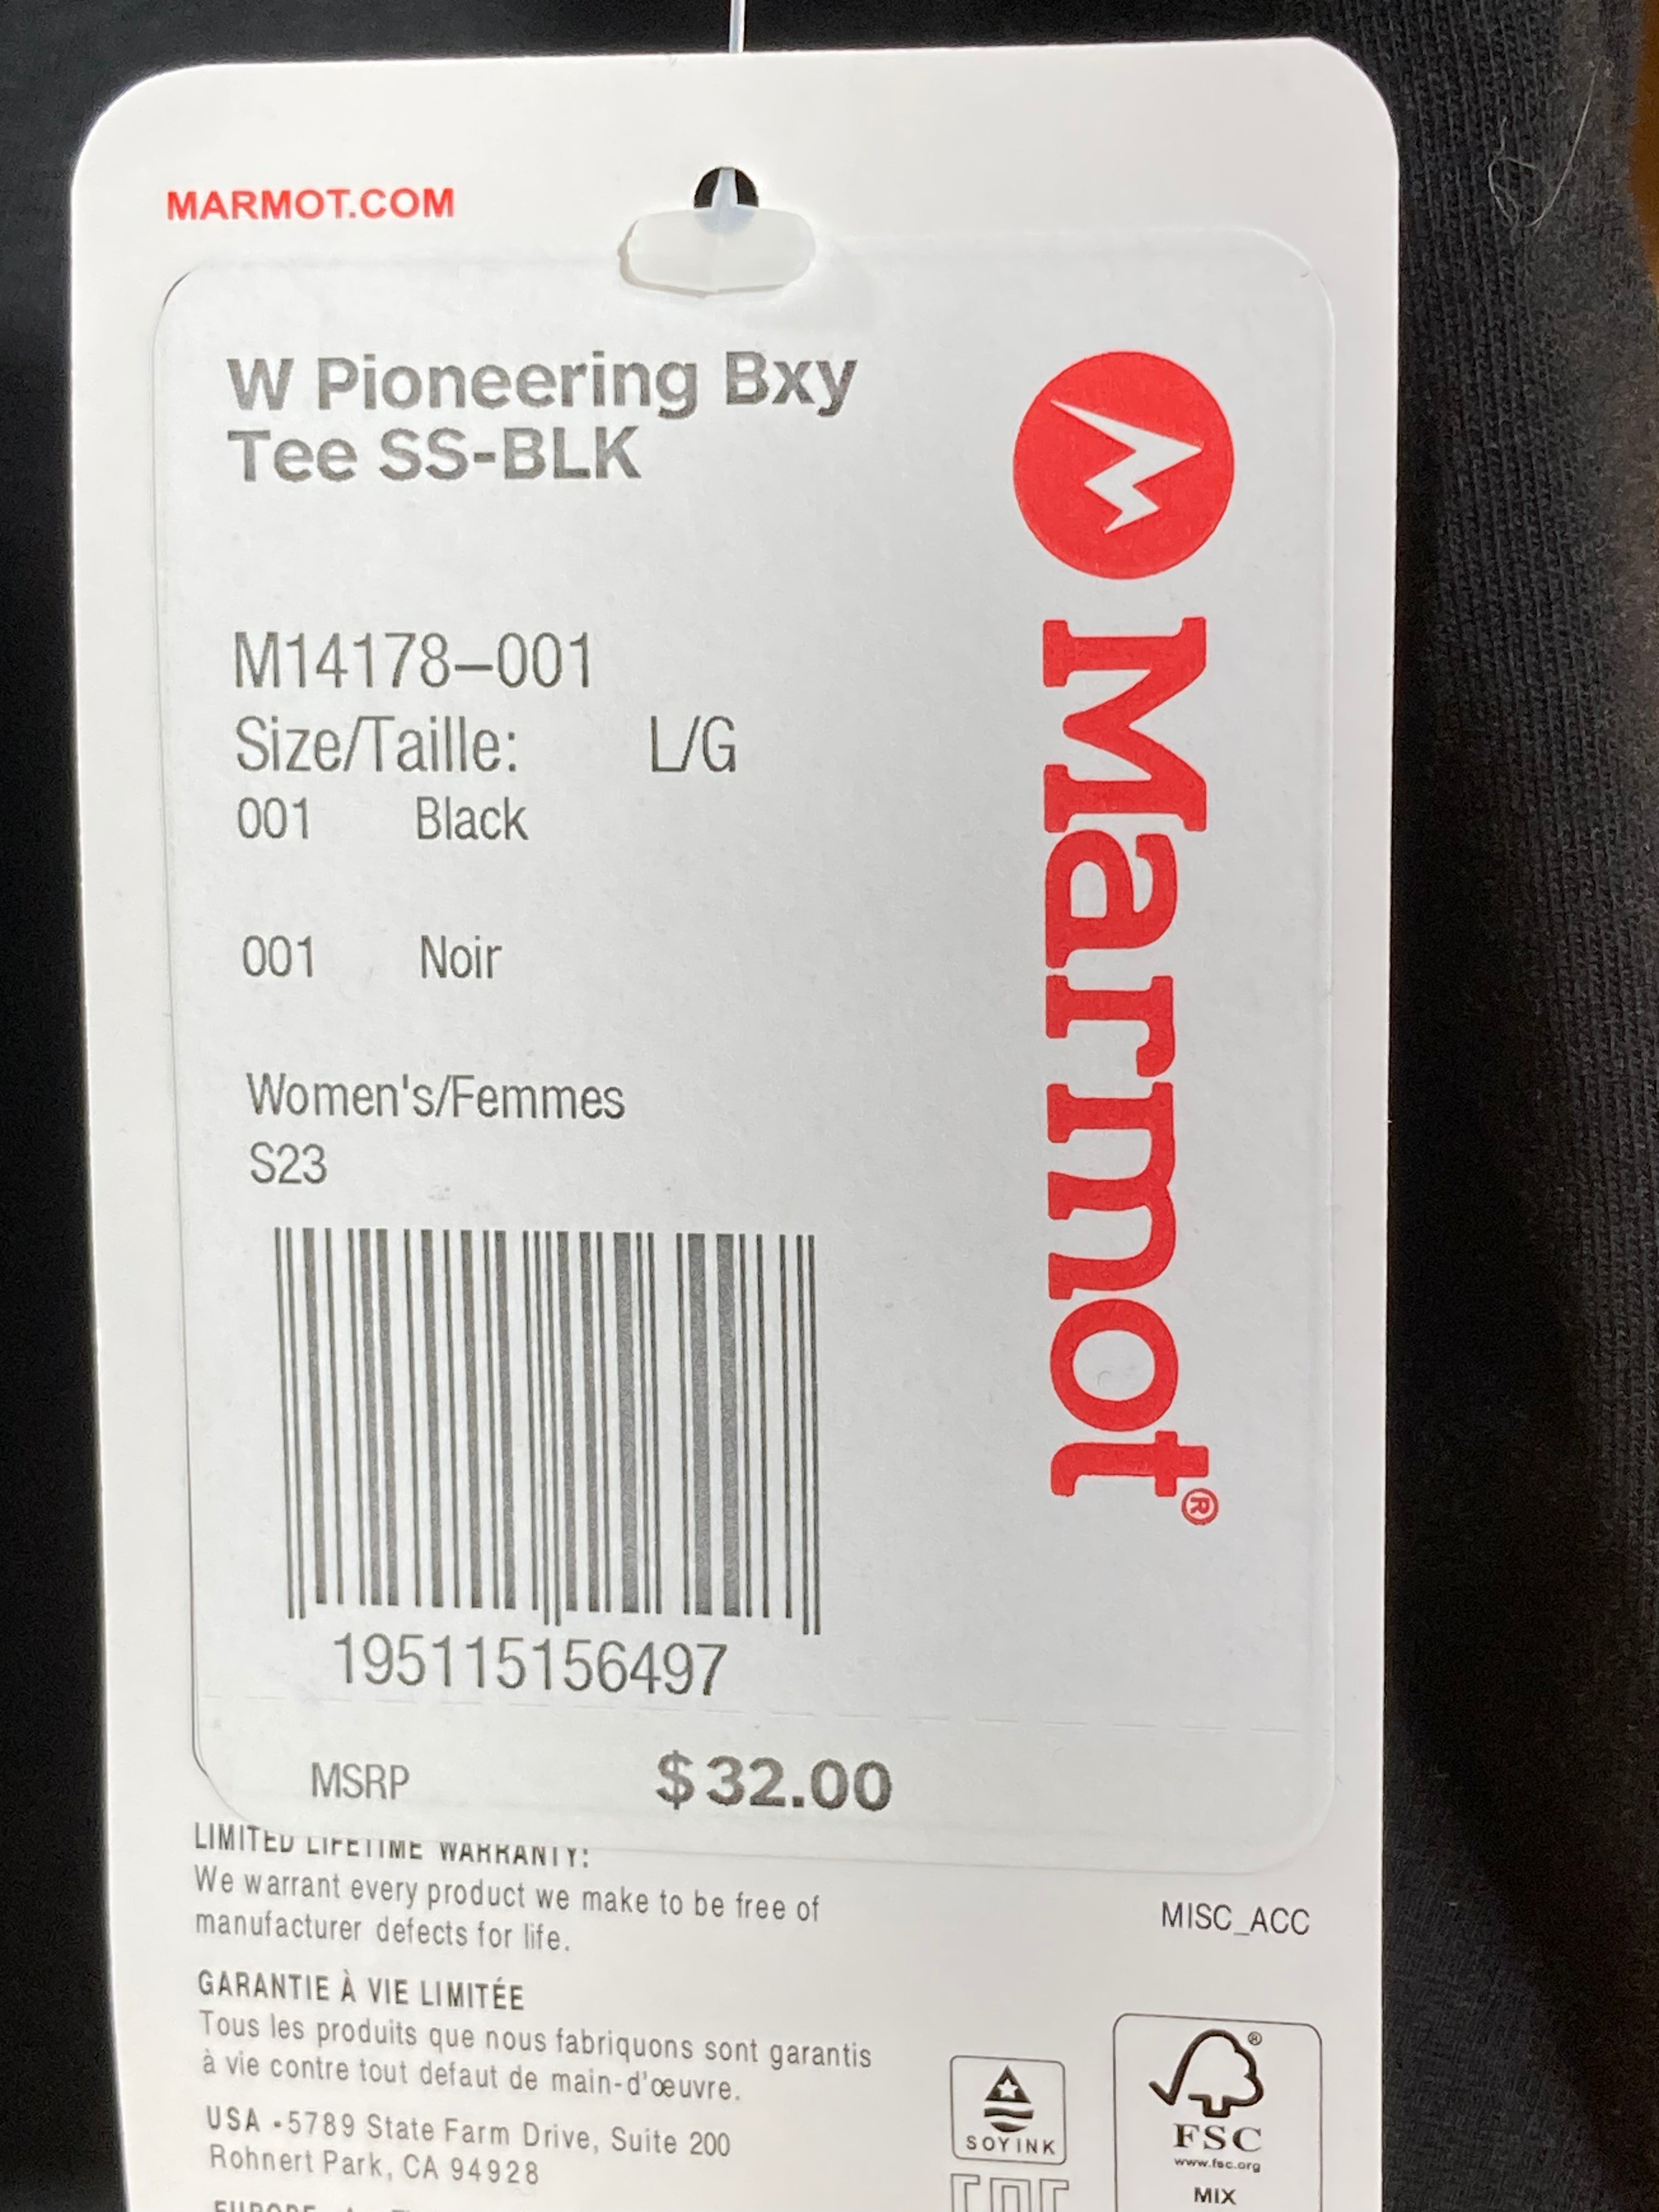 MARMOT.COM
W Pioneering Bxy
Tee SS-BLK
M14178-001
Size/Taille: L/G
001 Black
001 Noir
Women's/Femmes
S23
195115156497
MSRP $32.00
Marmot®
LIMITED LIFETIME WARRANTY:
We warrant every product we make to be free of
manufacturer defects for life.
MISC_ACC
GARANTIE À VIE LIMITÉE
Tous les produits que nous fabriquons sont garantis
à vie contre tout defaut de main-d'œuvre.
USA -5789 State Farm Drive, Suite 200
Rohnert Park, CA 94928
SOY INK
®
FSC
www.fsc.org
MIX